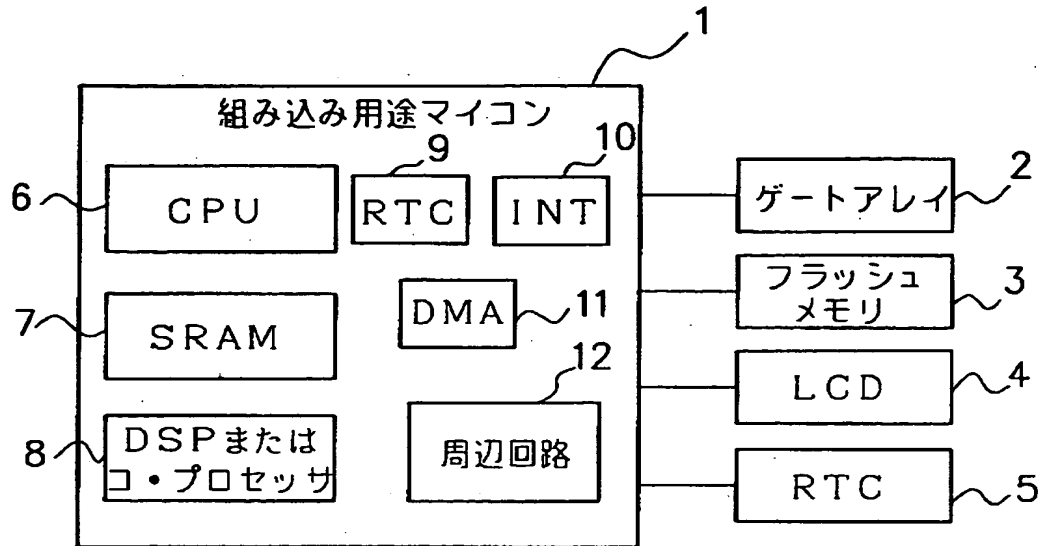 1
組み込み用途マイコン
6
CPU
9
RTC
10
INT
2
ゲートアレイ
7
SRAM
DMA
11
3
フラッシュ
メモリ
8
DSPまたは
コ・プロセッサ
12
周辺回路
4
LCD
5
RTC